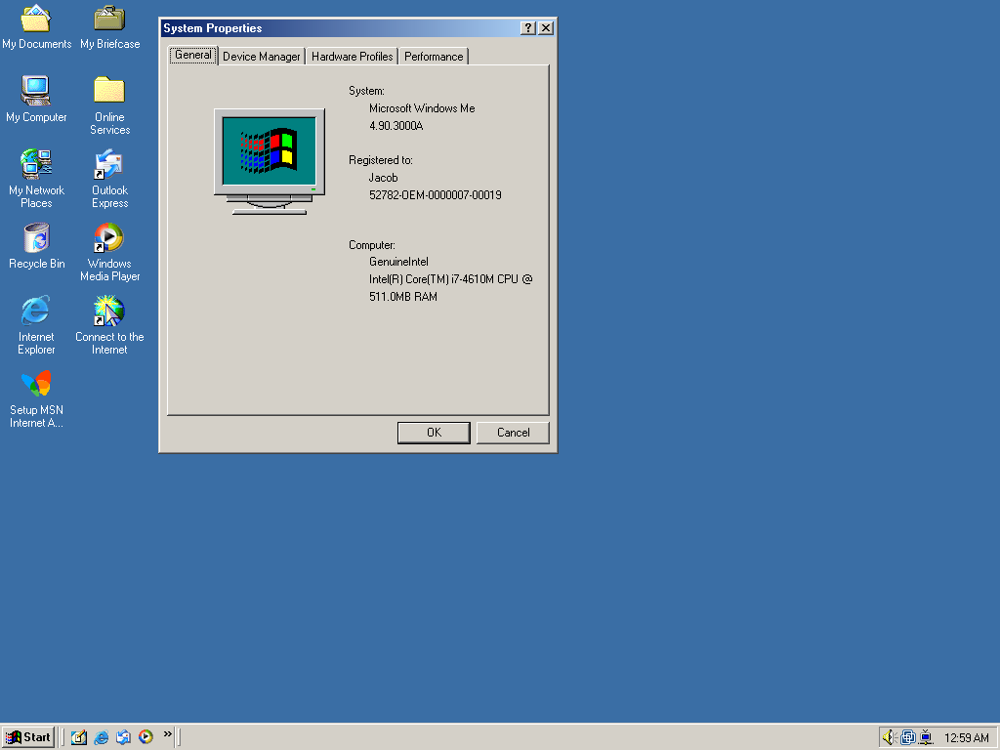 My Documents
My Briefcase
My Computer
Online
Services
My Network
Places
Outlook
Express
Recycle Bin
Windows
Media Player
Internet
Explorer
Connect to the
Internet
Setup MSN
Internet A...
System Properties
General
Device Manager
Hardware Profiles
Performance
System:
Microsoft Windows Me
4.90.3000A
Registered to:
Jacob
52782-OEM-0000007-00019
Computer:
GenuineIntel
Intel(R) Core(TM) i7-4610M CPU @
511.0MB RAM
OK
Cancel
Start
12:59 AM